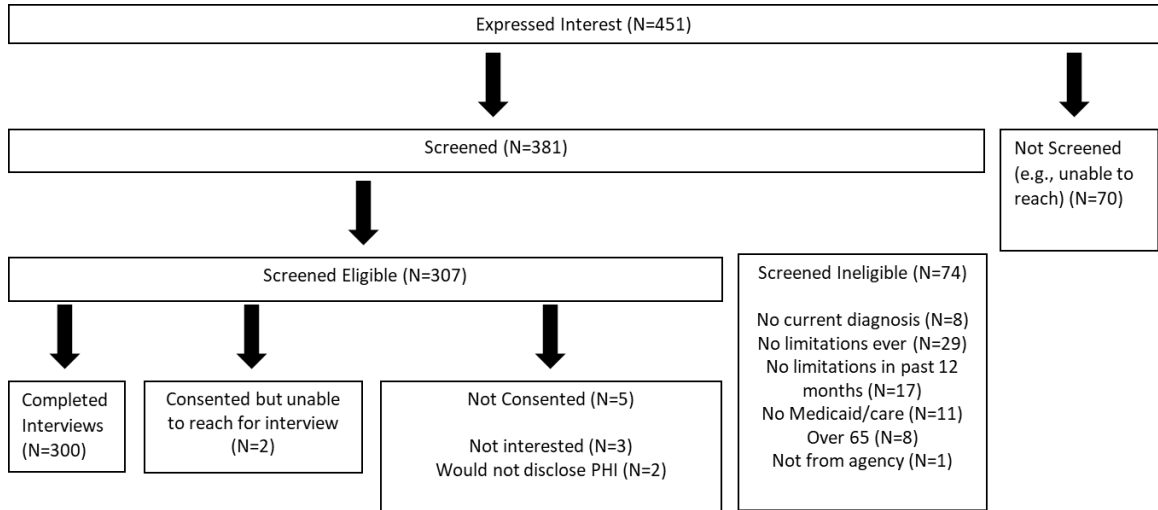 Expressed Interest (N=451)
Screened (N=381)
Not Screened
(e.g., unable to
reach) (N=70)
Screened Eligible (N=307)
Screened Ineligible (N=74)
No current diagnosis (N=8)
No limitations ever (N=29)
No limitations in past 12
months (N=17)
No Medicaid/care (N=11)
Over 65 (N=8)
Not from agency (N=1)
Completed
Interviews
(N=300)
Consented but unable
to reach for interview
(N=2)
Not Consented (N=5)
Not interested (N=3)
Would not disclose PHI (N=2)